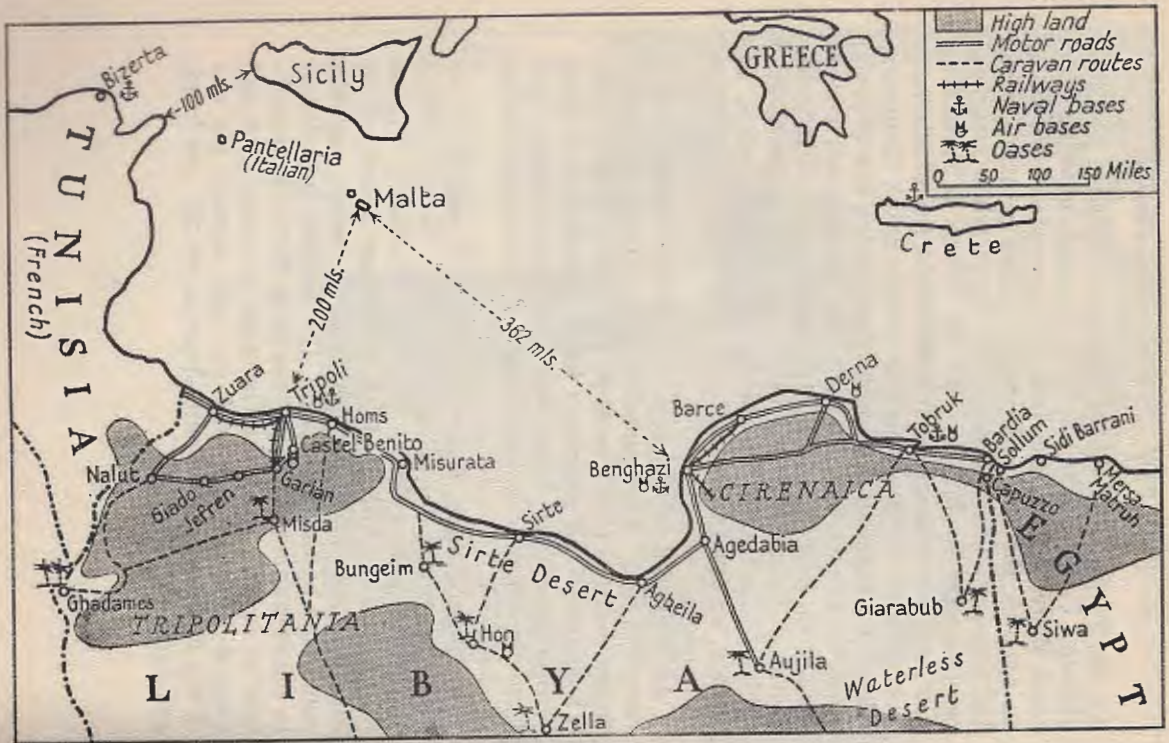 High land
Motor roads
Caravan routes
Railways
Naval bases
Air bases
Oases
0 50 100 150 Miles
Bizerta
100 mls.
Sicily
GREECE
Pantellaria
(Italian)
Malta
Crete
TUNISIA
(French)
200 mls.
362 mls.
Zuara
Tripoli
Homs
Castel Benito
Misurata
Nalut
Giado
Jefren
Garian
Misda
Ghadames
TRIPOLITANIA
Bungeim
Sirte
Sirtie Desert
Hon
Zella
Agheila
Agedabia
Benghazi
Barce
Derna
CIRENAICA
Tobruk
Bardia
Sollum
Capuzzo
Sidi Barrani
Mersa
Matruh
EGYPT
Giarabub
Siwa
Aujila
Waterless
Desert
LIBYA